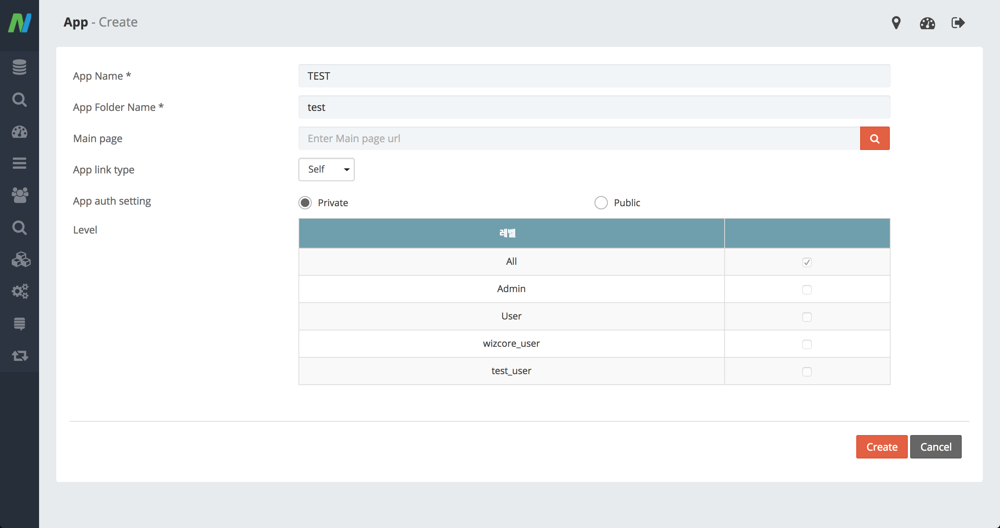 App - Create
App Name * TEST
App Folder Name * test
Main page Enter Main page url
App link type Self
App auth setting Private Public
Level 레벨
All
Admin
User
wizcore_user
test_user
Create Cancel